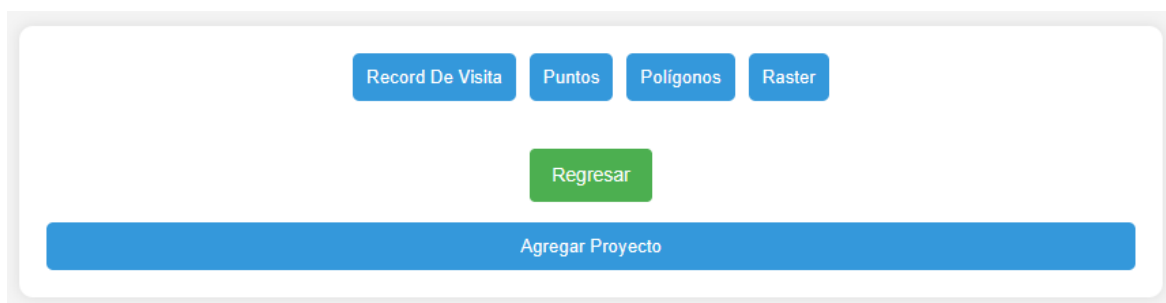 Record De Visita Puntos Polígonos Raster
Regresar
Agregar Proyecto